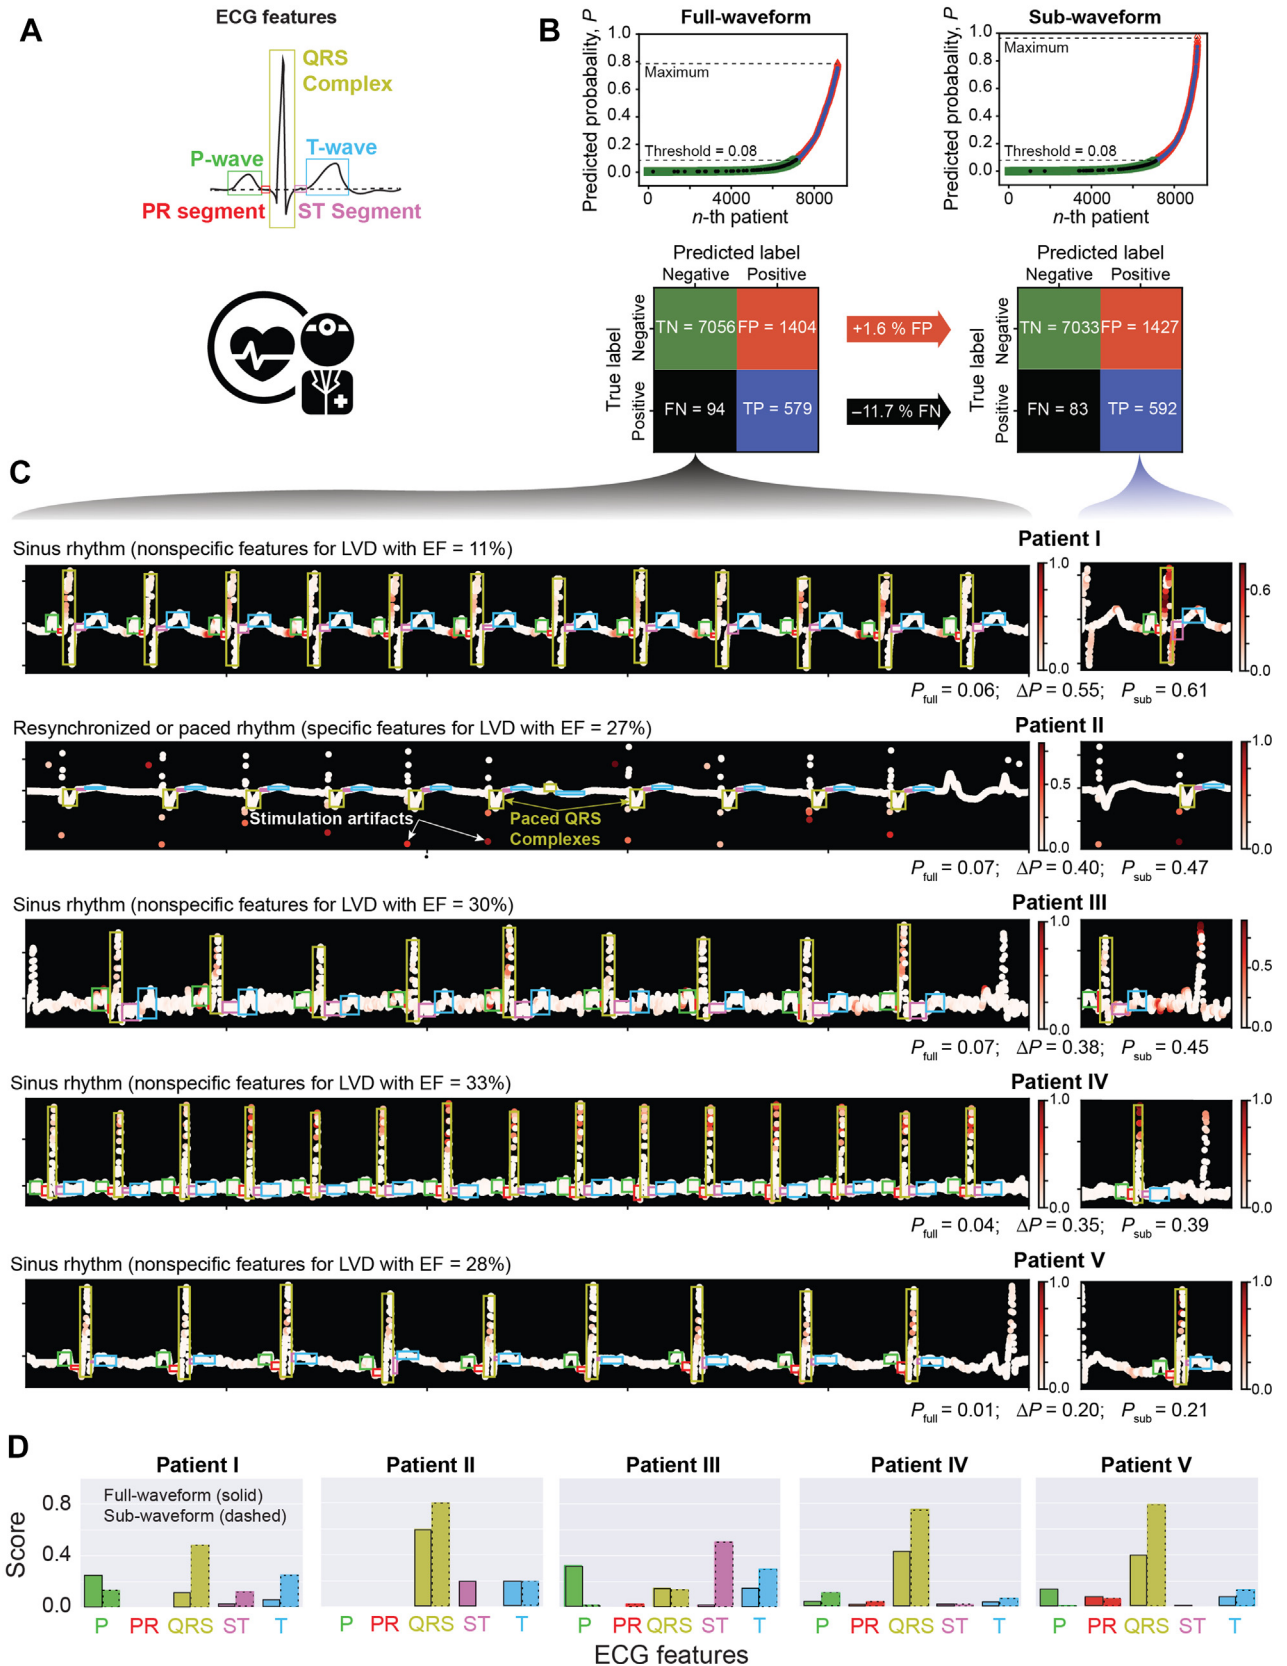 A
ECG features
QRS
Complex
P-wave
T-wave
PR segment
ST Segment
B
Full-waveform
Predicted probabality, P
1.0
0.8
0.6
0.4
0.2
0.0
Maximum
Threshold = 0.08
0
4000
8000
n-th patient
Sub-waveform
Predicted probabality, P
1.0
0.8
0.6
0.4
0.2
0.0
Maximum
Threshold = 0.08
0
4000
8000
n-th patient
Predicted label
Negative Positive
True label
Negative
Positive
TN = 7056 FP = 1404
FN = 94 TP = 579
+1.6 % FP
–11.7 % FN
Predicted label
Negative Positive
True label
Negative
Positive
TN = 7033 FP = 1427
FN = 83 TP = 592
C
Sinus rhythm (nonspecific features for LVD with EF = 11%)
Patient I
1.0
0.0
0.6
0.0
Pfull = 0.06; ΔP = 0.55; Psub = 0.61
Resynchronized or paced rhythm (specific features for LVD with EF = 27%)
Patient II
Stimulation artifacts
Paced QRS
Complexes
0.5
0.0
1.0
0.5
0.0
Pfull = 0.07; ΔP = 0.40; Psub = 0.47
Sinus rhythm (nonspecific features for LVD with EF = 30%)
Patient III
1.0
0.0
0.5
0.0
Pfull = 0.07; ΔP = 0.38; Psub = 0.45
Sinus rhythm (nonspecific features for LVD with EF = 33%)
Patient IV
1.0
0.0
1.0
0.0
Pfull = 0.04; ΔP = 0.35; Psub = 0.39
Sinus rhythm (nonspecific features for LVD with EF = 28%)
Patient V
1.0
0.0
1.0
0.0
Pfull = 0.01; ΔP = 0.20; Psub = 0.21
D
Patient I
Patient II
Patient III
Patient IV
Patient V
Full-waveform (solid)
Sub-waveform (dashed)
Score
0.8
0.4
0.0
P PR QRS ST T
P PR QRS ST T
P PR QRS ST T
P PR QRS ST T
P PR QRS ST T
ECG features